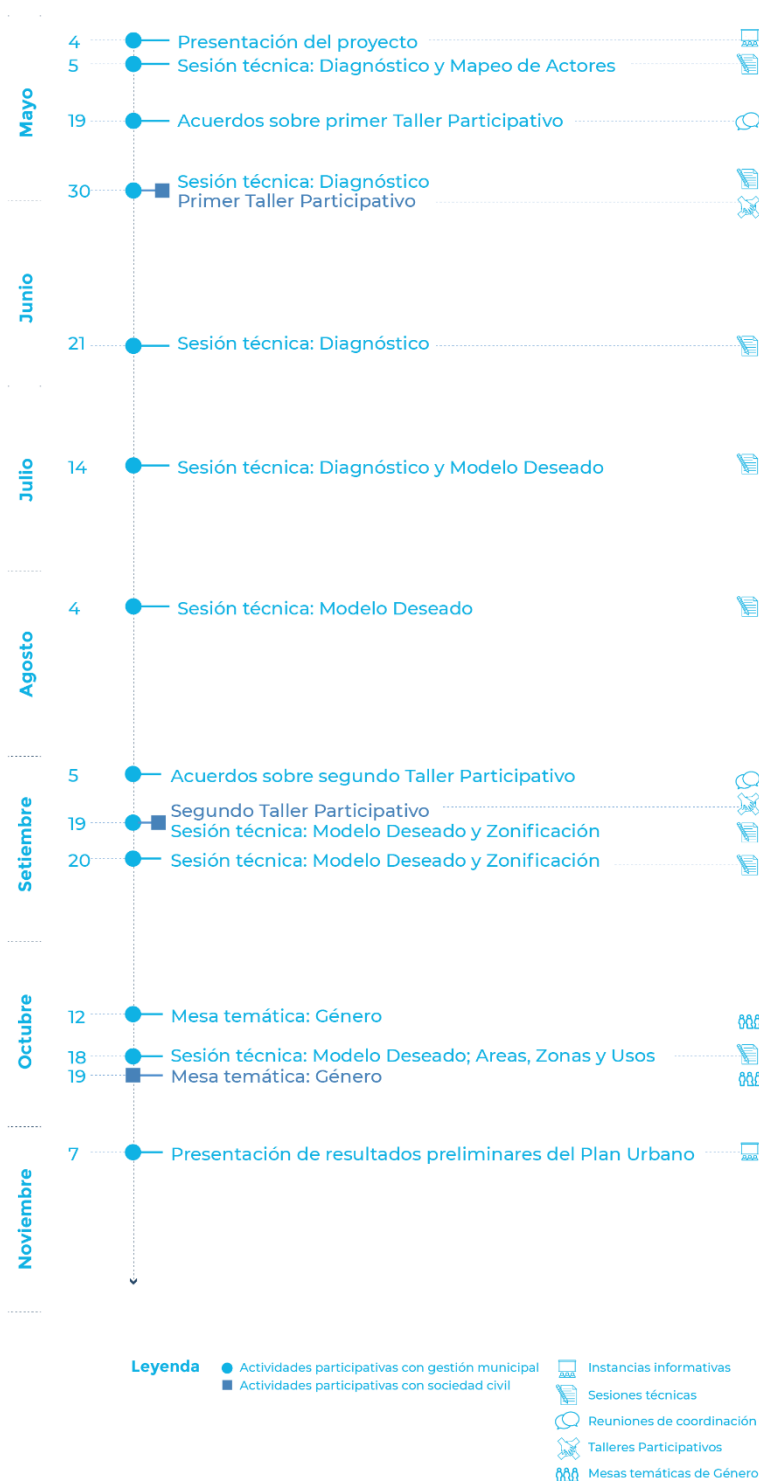 Mayo
4 Presentación del proyecto
5 Sesión técnica: Diagnóstico y Mapeo de Actores
19 Acuerdos sobre primer Taller Participativo
30 Sesión técnica: Diagnóstico
Primer Taller Participativo
Junio
21 Sesión técnica: Diagnóstico
Julio
14 Sesión técnica: Diagnóstico y Modelo Deseado
Agosto
4 Sesión técnica: Modelo Deseado
Setiembre
5 Acuerdos sobre segundo Taller Participativo
19 Segundo Taller Participativo
Sesión técnica: Modelo Deseado y Zonificación
20 Sesión técnica: Modelo Deseado y Zonificación
Octubre
12 Mesa temática: Género
18 Sesión técnica: Modelo Deseado; Areas, Zonas y Usos
19 Mesa temática: Género
Noviembre
7 Presentación de resultados preliminares del Plan Urbano
Leyenda
Actividades participativas con gestión municipal
Actividades participativas con sociedad civil
Instancias informativas
Sesiones técnicas
Reuniones de coordinación
Talleres Participativos
Mesas temáticas de Género